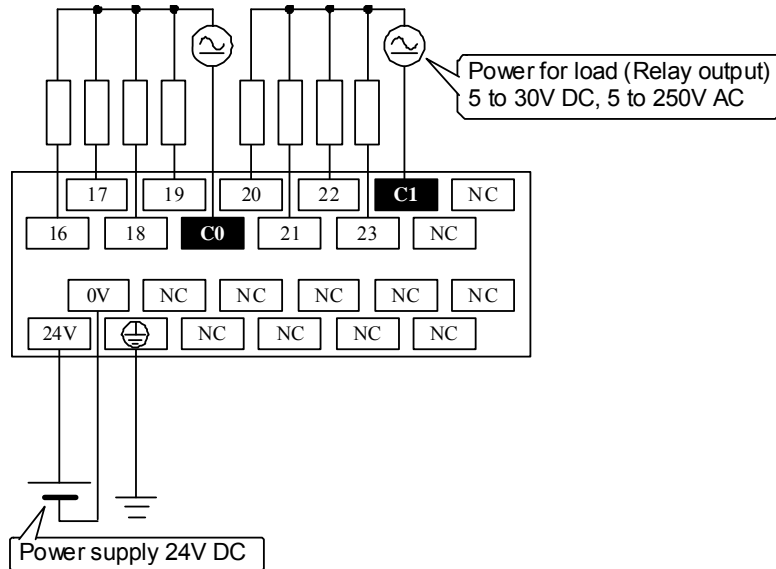 Power for load (Relay output)
5 to 30V DC, 5 to 250V AC
17 19 20 22 C1 NC
16 18 C0 21 23 NC
0V NC NC NC NC NC
24V NC NC NC NC
Power supply 24V DC